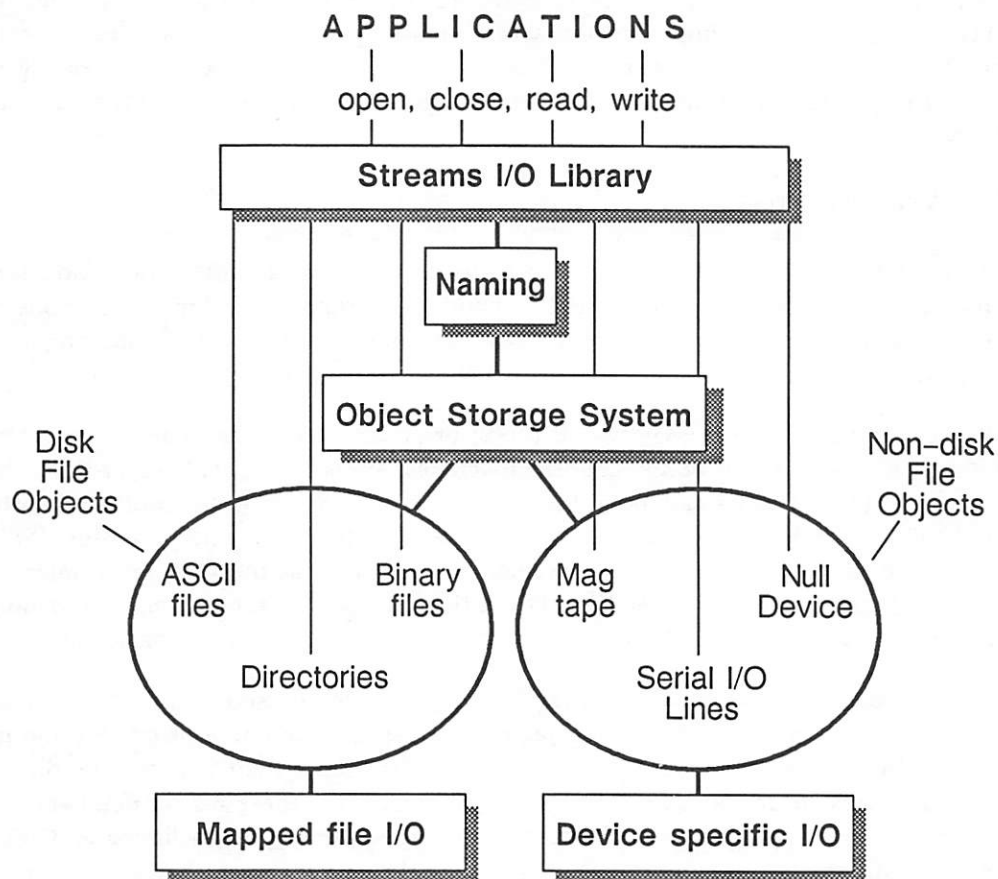 APPLICATIONS
open, close, read, write
Streams I/O Library
Naming
Object Storage System
Disk
File
Objects
Non-disk
File
Objects
ASCII
files
Binary
files
Directories
Mag
tape
Null
Device
Serial I/O
Lines
Mapped file I/O
Device specific I/O